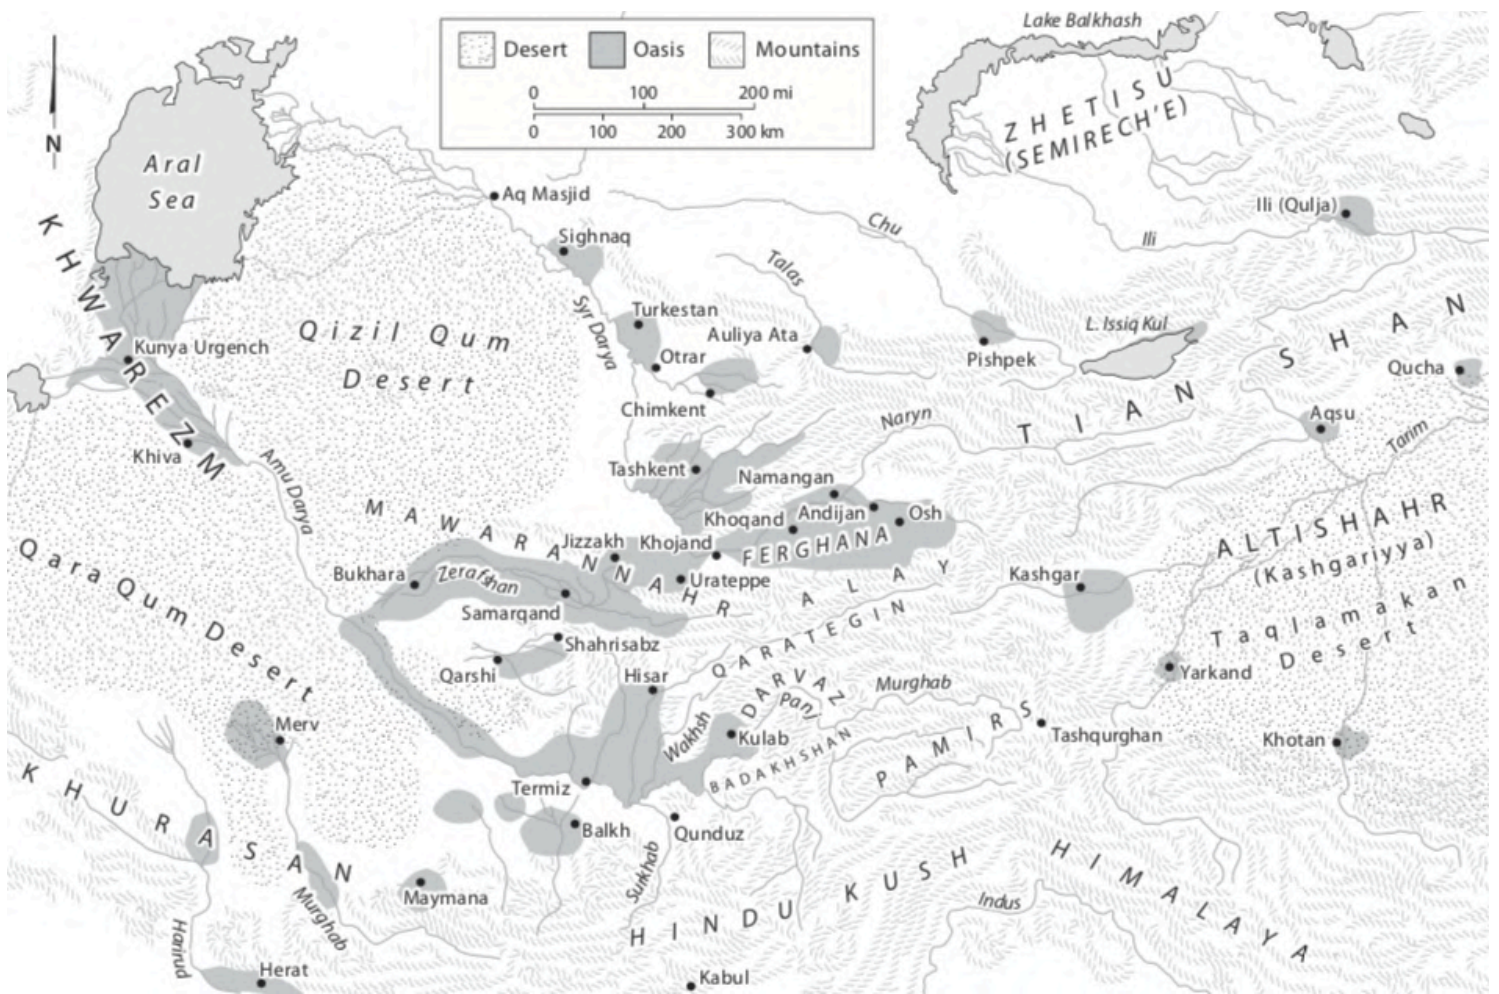 Lake Balkhash
Desert
Oasis
Mountains
0 100 200 mi
0 100 200 300 km
N
ZHETISU
(SEMIRECH'E)
Aral
Sea
Aq Masjid
Ili (Qulja)
Chu
Ili
Sighnaq
Talas
KHWAREZM
Syr Darya
Turkestan
Qizil Qum
Desert
Auliya Ata
L. Issiq Kul
Otrar
Pishpek
Kunya Urgench
TIAN SHAN
Qucha
Chimkent
Naryn
Aqsu
Tarim
Khiva
Amu Darya
Tashkent
Namangan
MAWARANNAHR
Khoqand
Andijan
Osh
ALTISHAHR
(Kashgariyya)
Jizzakh
Khojand
FERGHANA
Qara Qum Desert
Bukhara
Zerafshan
Urateppe
ALAY
Kashgar
Samarqand
QARATEGIN
Taqlamakan
Desert
Shahrisabz
Qarshi
Hisar
DARVAZ
Murghab
Yarkand
Panj
Merv
Wakhsh
Kulab
PAMIRS
Tashqurghan
Khotan
BADAKHSHAN
KHURASAN
Termiz
Balkh
Qunduz
Surkhab
HINDU KUSH
HIMALAYA
Maymana
Murghab
Indus
Harirud
Herat
Kabul